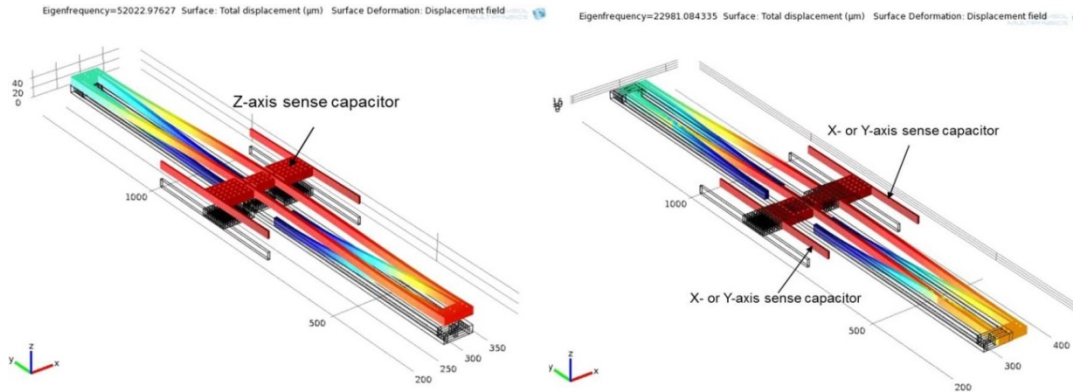 Eigenfrequency=52022.97627 Surface: Total displacement (μm) Surface Deformation: Displacement field
Eigenfrequency=22981.084335 Surface: Total displacement (μm) Surface Deformation: Displacement field
40
20
0
Z-axis sense capacitor
1000
500
350
300
250
200
y
z
x
X- or Y-axis sense capacitor
1000
X- or Y-axis sense capacitor
500
400
300
200
y
z
x